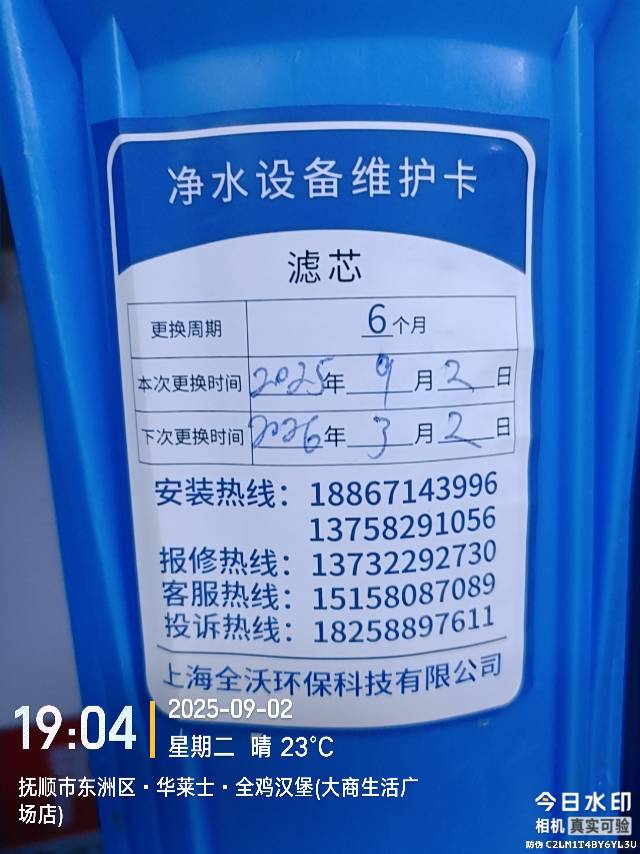 净水设备维护卡
滤芯
更换周期 6个月
本次更换时间 2025年9月2日
下次更换时间 2026年3月2日
安装热线：18867143996
13758291056
报修热线：13732292730
客服热线：15158087089
投诉热线：18258897611
上海全沃环保科技有限公司
19:04
2025-09-02
星期二 晴 23℃
抚顺市东洲区·华莱士·全鸡汉堡(大商生活广
场店)
今日水印
相机 真实可验
防伪 C2LM1T4BY6YL3U